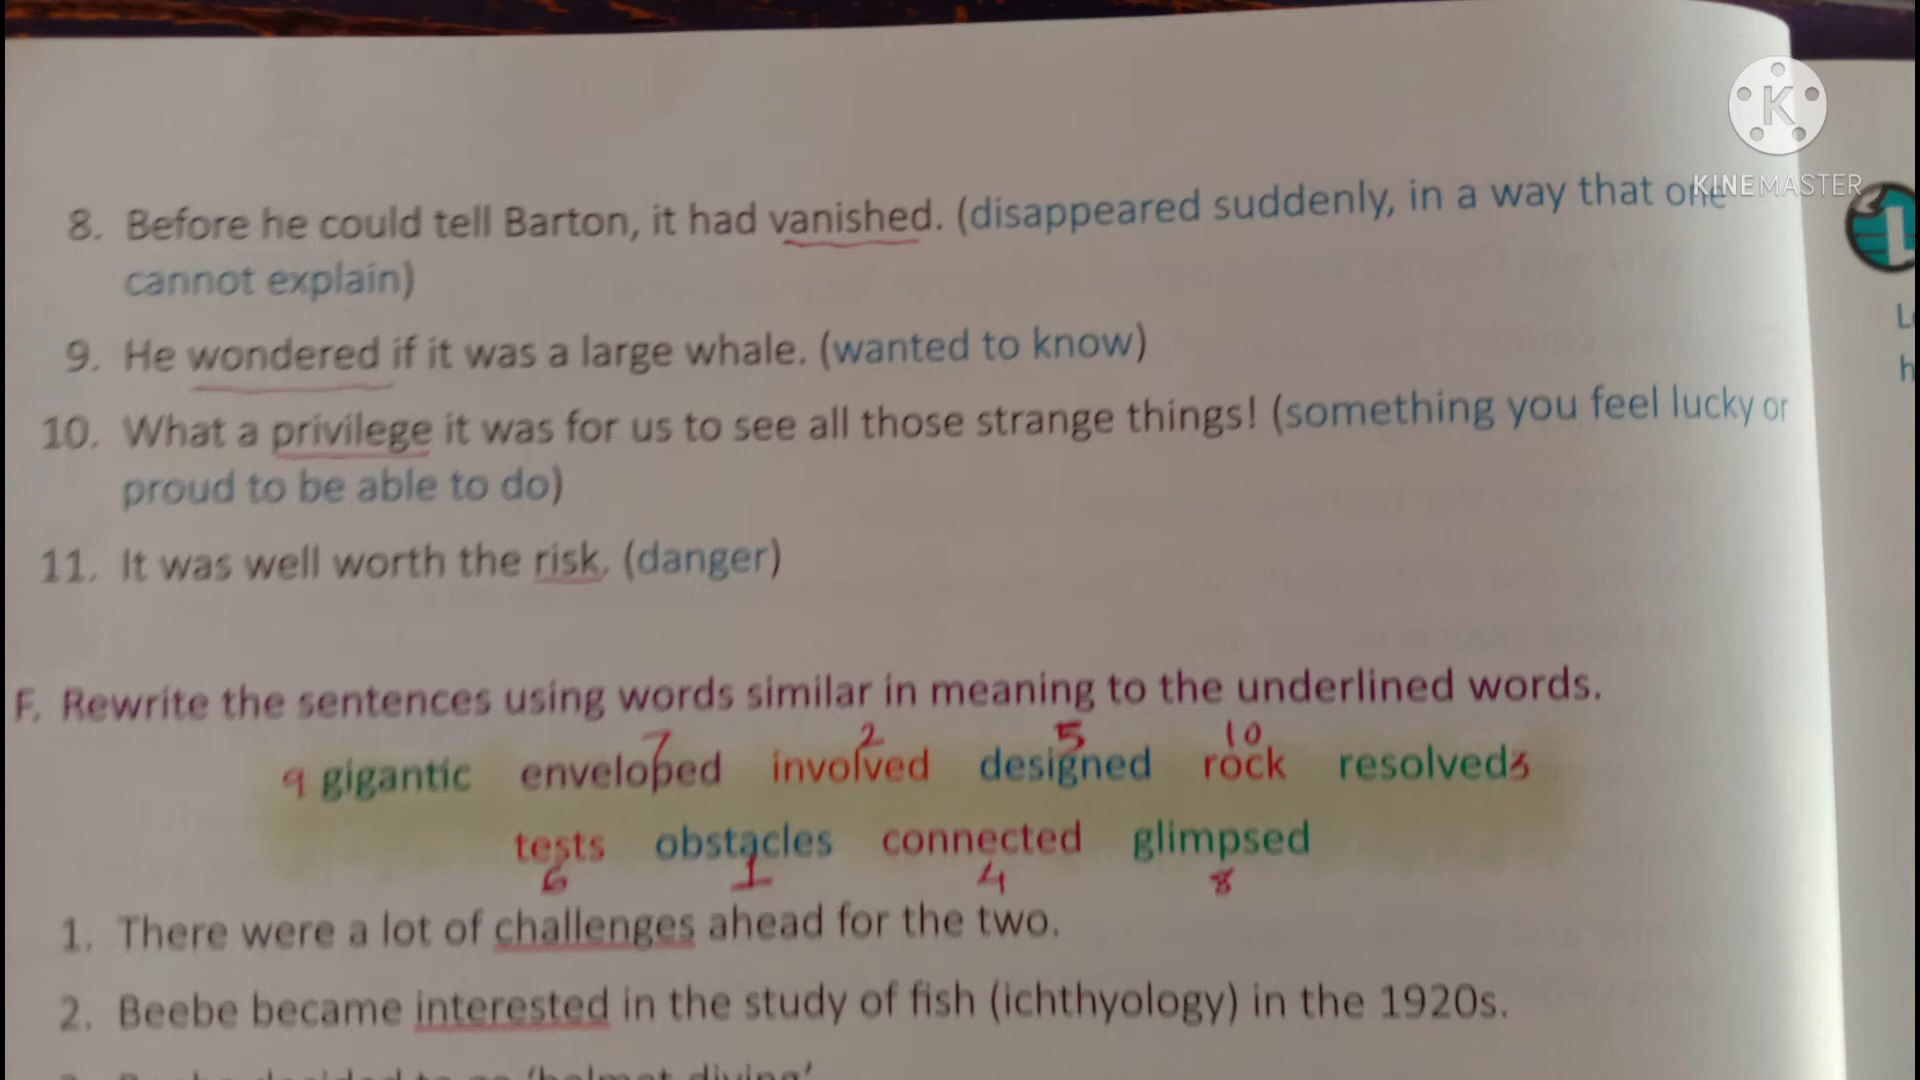 KINEMASTER
8. Before he could tell Barton, it had vanished. (disappeared suddenly, in a way that one
cannot explain)
9. He wondered if it was a large whale. (wanted to know)
10. What a privilege it was for us to see all those strange things! (something you feel lucky or
proud to be able to do)
11. It was well worth the risk. (danger)
F. Rewrite the sentences using words similar in meaning to the underlined words.
7 2 5 10
9 gigantic enveloped involved designed rock resolved 3
tests obstacles connected glimpsed
6 1 4 8
1. There were a lot of challenges ahead for the two.
2. Beebe became interested in the study of fish (ichthyology) in the 1920s.